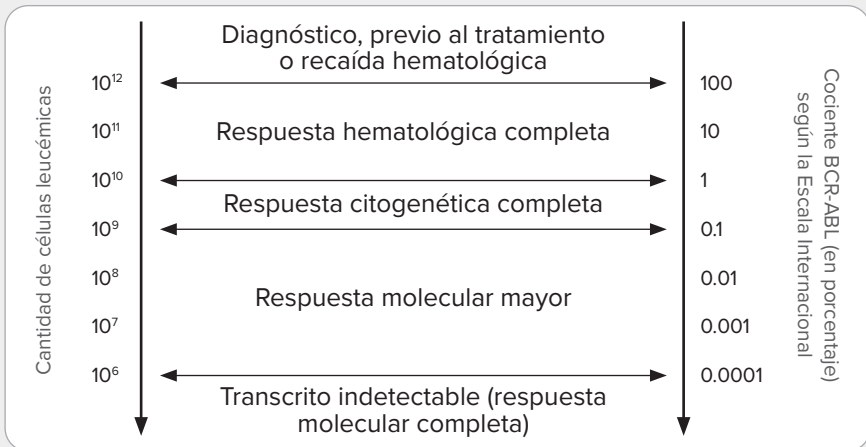 Diagnóstico, previo al tratamiento
o recaída hematológica
Cantidad de células leucémicas
Cociente BCR-ABL (en porcentaje)
según la Escala Internacional
10¹² 100
10¹¹ Respuesta hematológica completa 10
10¹⁰ 1
Respuesta citogenética completa
10⁹ 0.1
10⁸ 0.01
Respuesta molecular mayor
10⁷ 0.001
10⁶ 0.0001
Transcrito indetectable (respuesta
molecular completa)